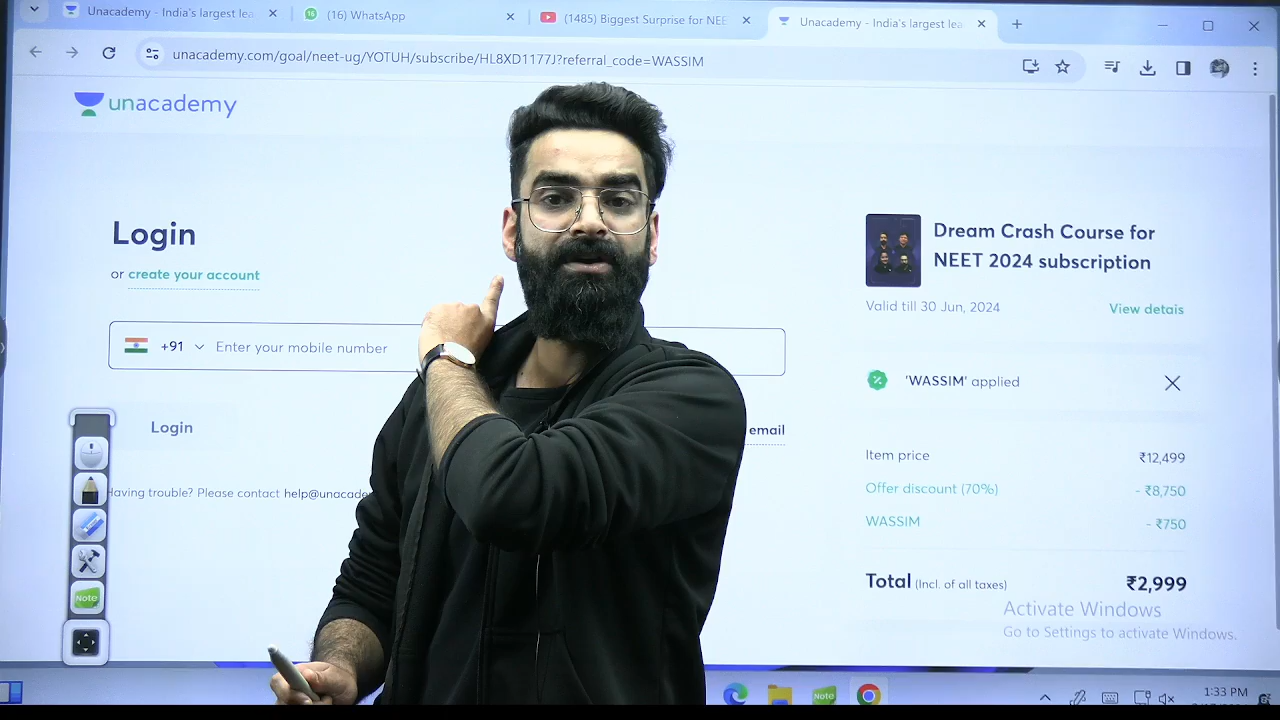 Unacademy - India's largest lea
(16) WhatsApp
(1485) Biggest Surprise for NEE
Unacademy - India's largest lea
unacademy.com/goal/neet-ug/YOTUH/subscribe/HL8XD1177J?referral_code=WASSIM
unacademy
Login
or create your account
+91 Enter your mobile number
Login
email
Having trouble? Please contact help@unacade
Dream Crash Course for
NEET 2024 subscription
Valid till 30 Jun, 2024 View detais
'WASSIM' applied
Item price ₹12,499
Offer discount (70%) - ₹8,750
WASSIM - ₹750
Total (Incl. of all taxes) ₹2,999
Activate Windows
Go to Settings to activate Windows.
Note
Note
1:33 PM